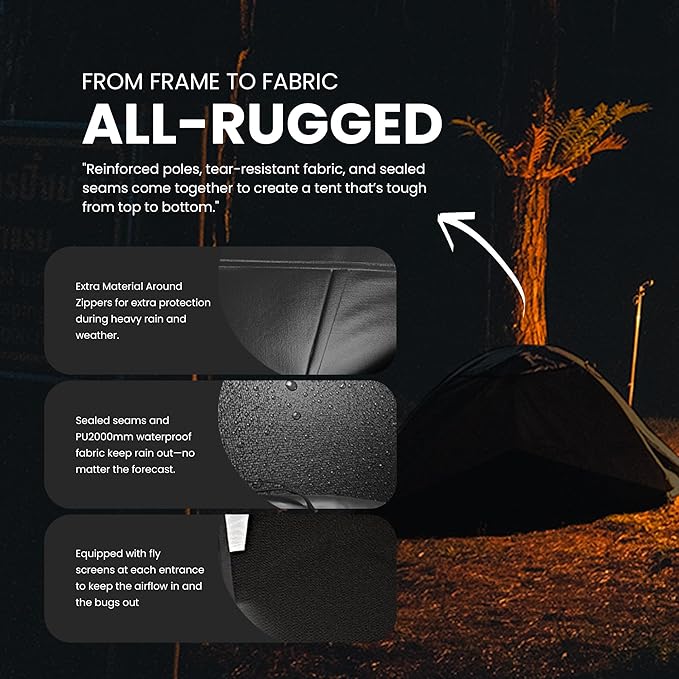 FROM FRAME TO FABRIC
ALL-RUGGED
"Reinforced poles, tear-resistant fabric, and sealed
seams come together to create a tent that's tough
from top to bottom."
Extra Material Around
Zippers for extra protection
during heavy rain and
weather.
Sealed seams and
PU2000mm waterproof
fabric keep rain out—no
matter the forecast.
Equipped with fly
screens at each entrance
to keep the airflow in and
the bugs out